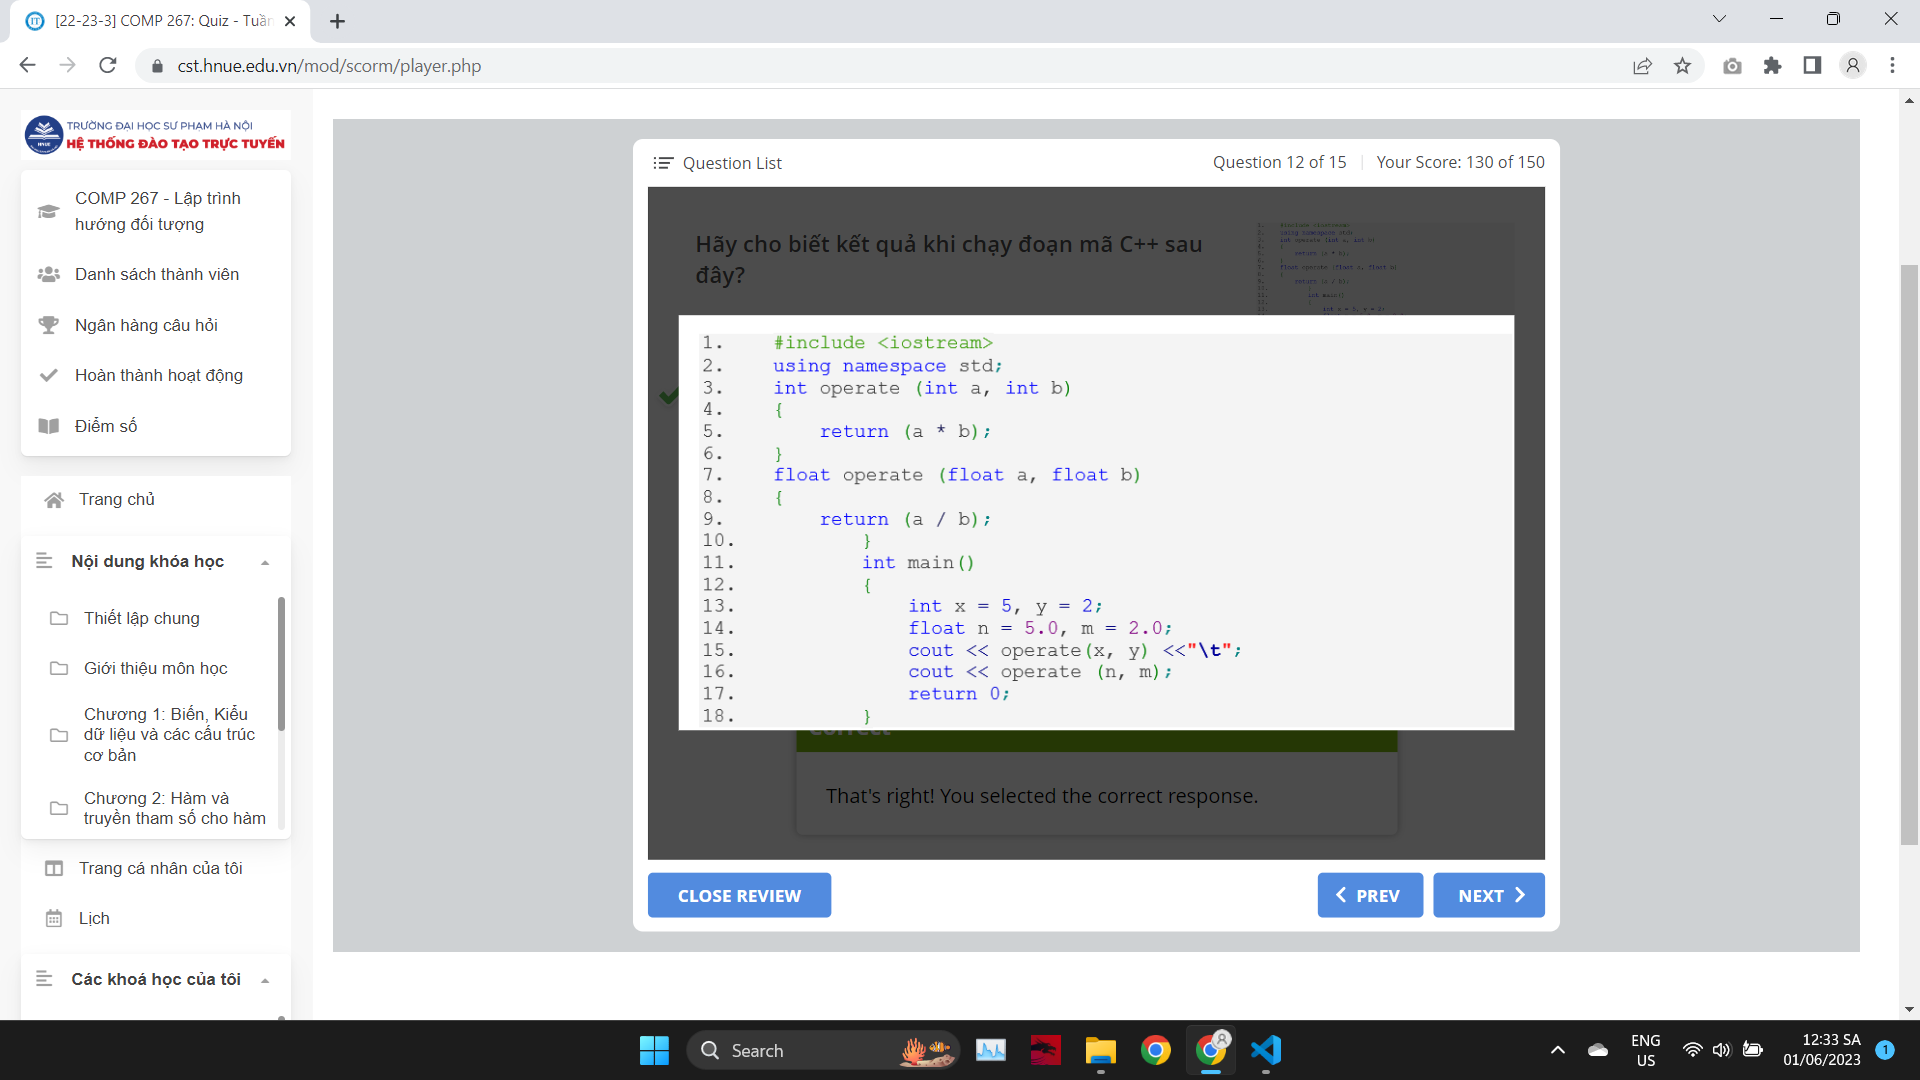 [22-23-3] COMP 267: Quiz - Tuần
cst.hnue.edu.vn/mod/scorm/player.php
TRƯỜNG ĐẠI HỌC SƯ PHẠM HÀ NỘI
HỆ THỐNG ĐÀO TẠO TRỰC TUYẾN
COMP 267 - Lập trình
hướng đối tượng
Danh sách thành viên
Ngân hàng câu hỏi
Hoàn thành hoạt động
Điểm số
Trang chủ
Nội dung khóa học
Thiết lập chung
Giới thiệu môn học
Chương 1: Biến, Kiểu
dữ liệu và các cấu trúc
cơ bản
Chương 2: Hàm và
truyền tham số cho hàm
Trang cá nhân của tôi
Lịch
Các khoá học của tôi
Question List
Question 12 of 15
Your Score: 130 of 150
Hãy cho biết kết quả khi chạy đoạn mã C++ sau
đây?
1. #include <iostream>
2. using namespace std;
3. int operate (int a, int b)
4. {
5. return (a * b);
6. }
7. float operate (float a, float b)
8. {
9. return (a / b);
10. }
11. int main()
12. {
13. int x = 5, y = 2;
14. float n = 5.0, m = 2.0;
15. cout << operate(x, y) <<"\t";
16. cout << operate (n, m);
17. return 0;
18. }
Correct
That's right! You selected the correct response.
CLOSE REVIEW
PREV
NEXT
Search
ENG
US
12:33 SA
01/06/2023
1